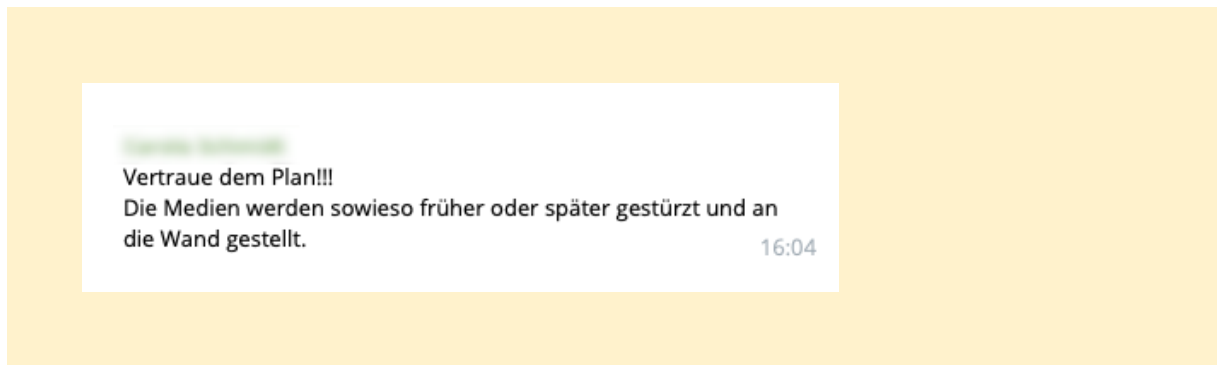 Vertraue dem Plan!!!
Die Medien werden sowieso früher oder später gestürzt und an
die Wand gestellt.
16:04